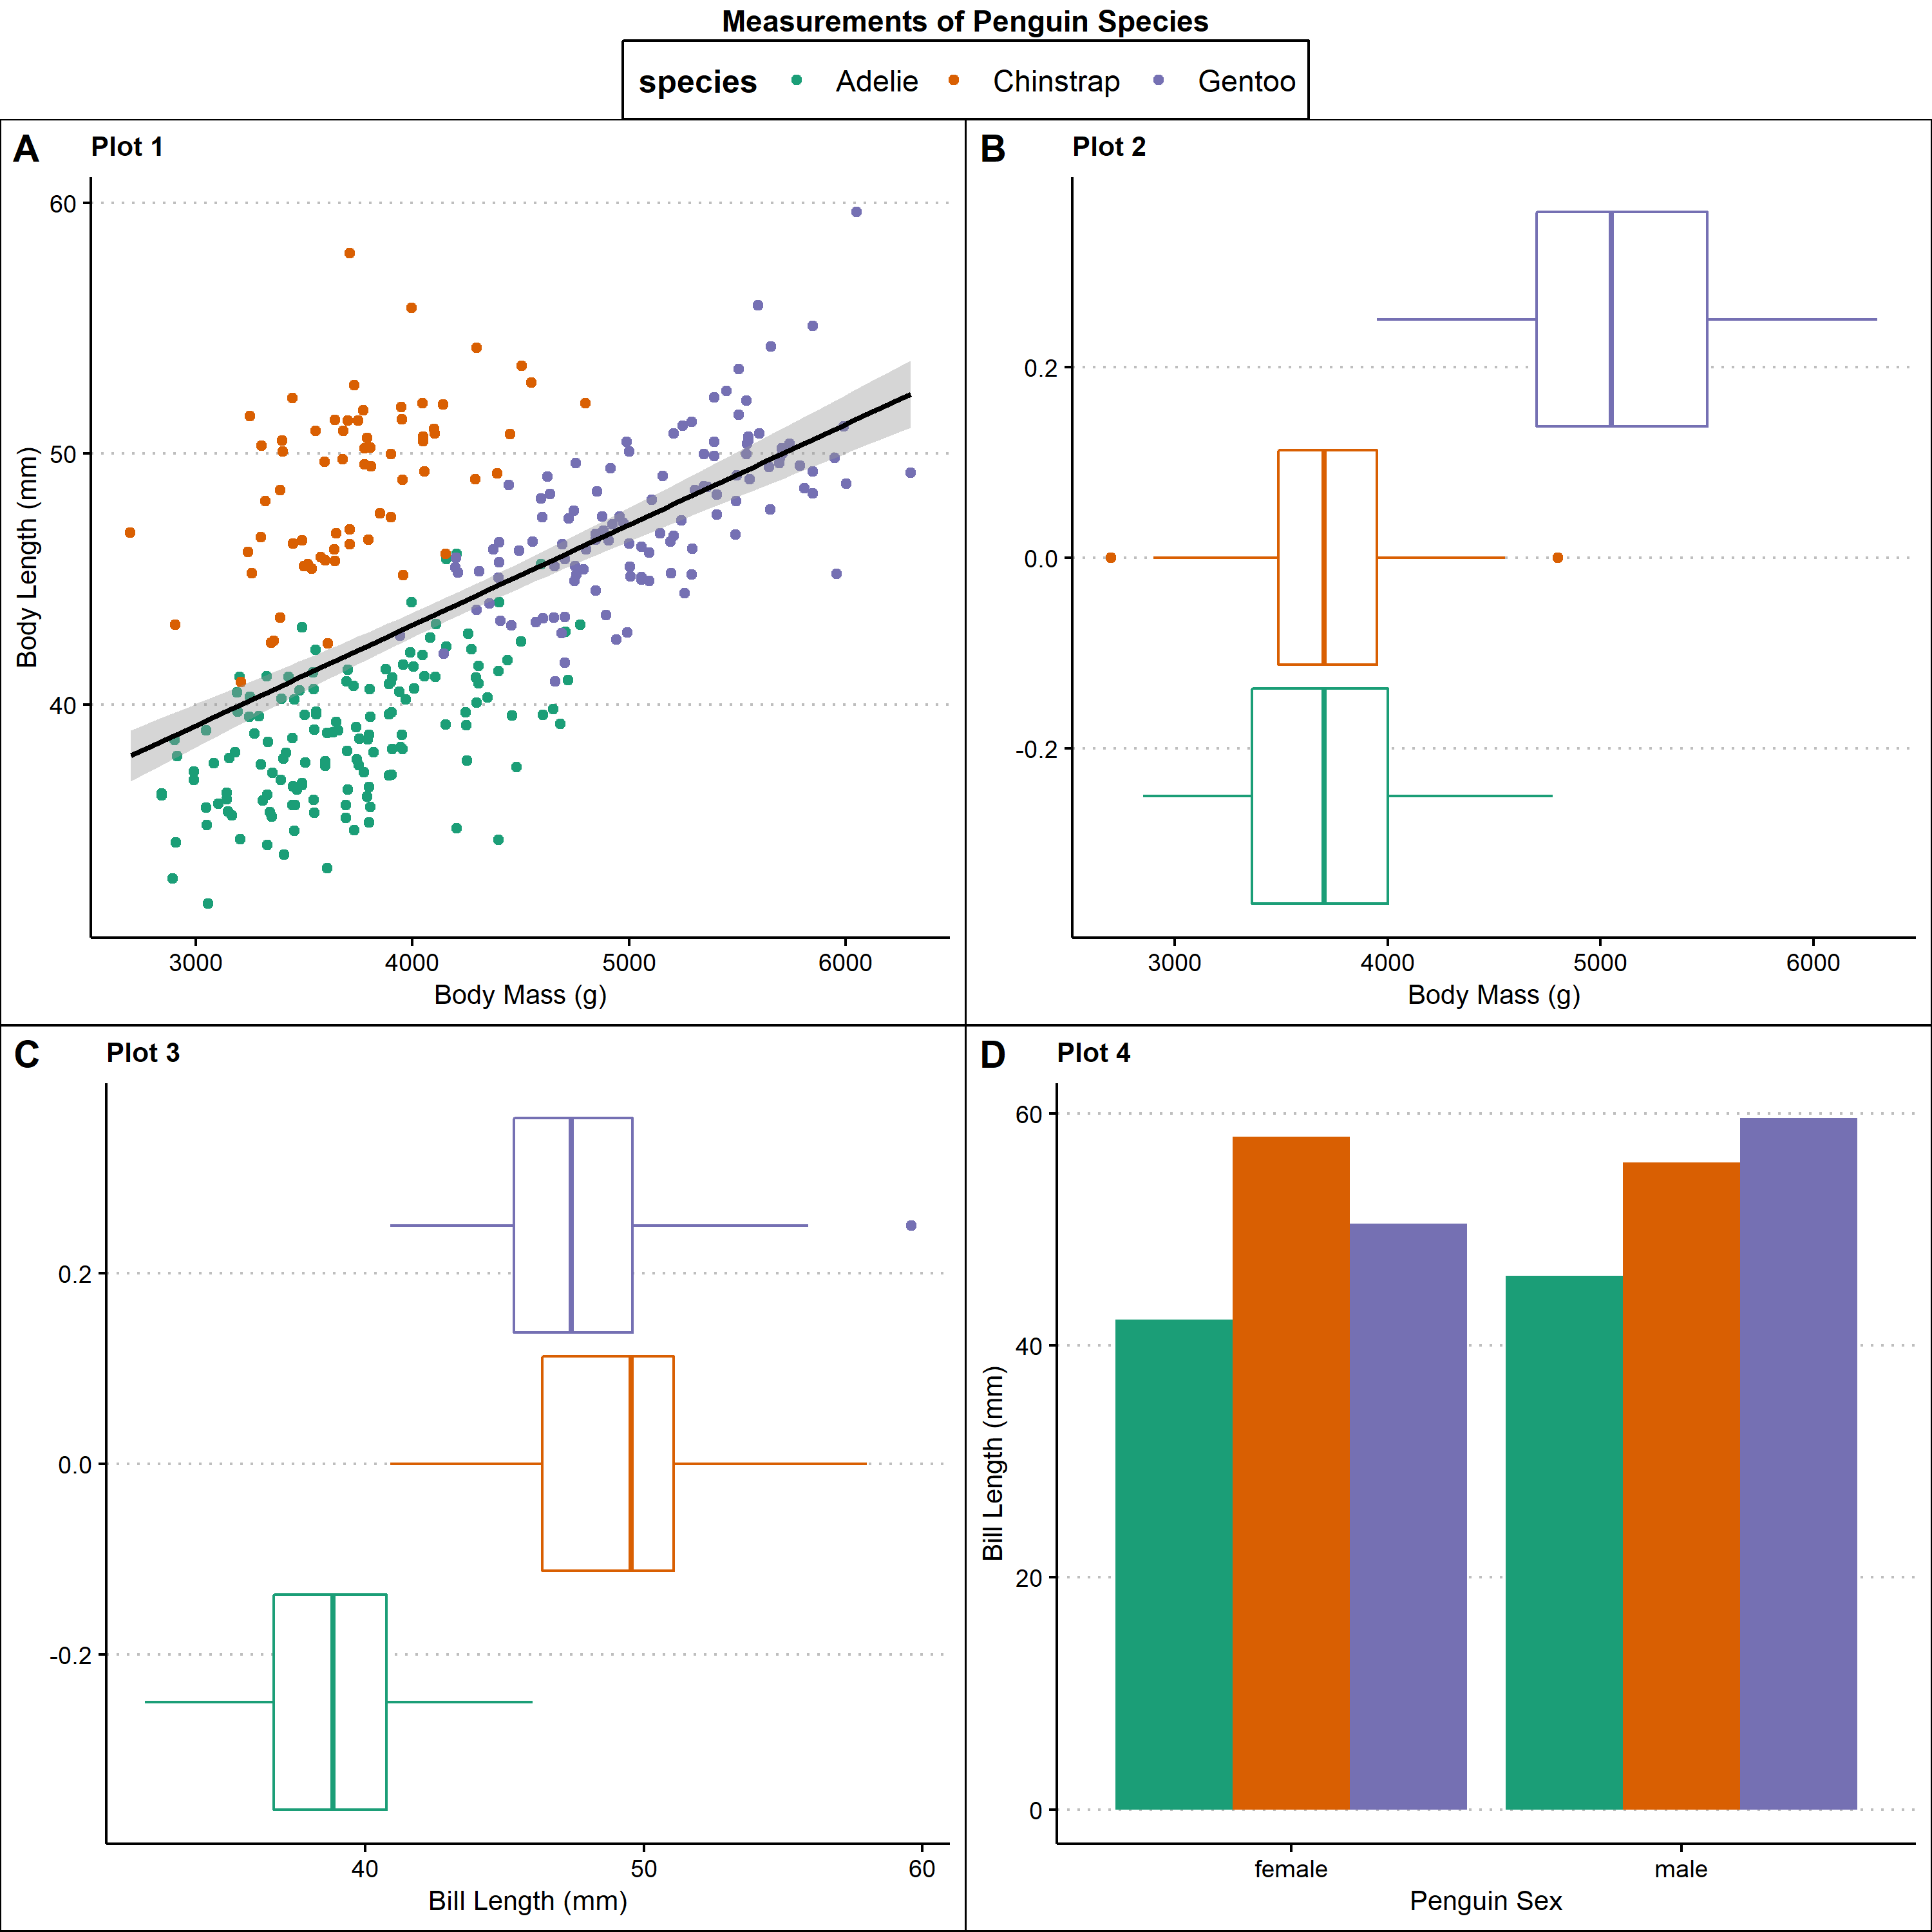 Measurements of Penguin Species
species Adelie Chinstrap Gentoo
A Plot 1
60
50
40
Body Length (mm)
3000 4000 5000 6000
Body Mass (g)
B Plot 2
0.2
0.0
-0.2
3000 4000 5000 6000
Body Mass (g)
C Plot 3
0.2
0.0
-0.2
40 50 60
Bill Length (mm)
D Plot 4
60
40
20
0
Bill Length (mm)
female male
Penguin Sex